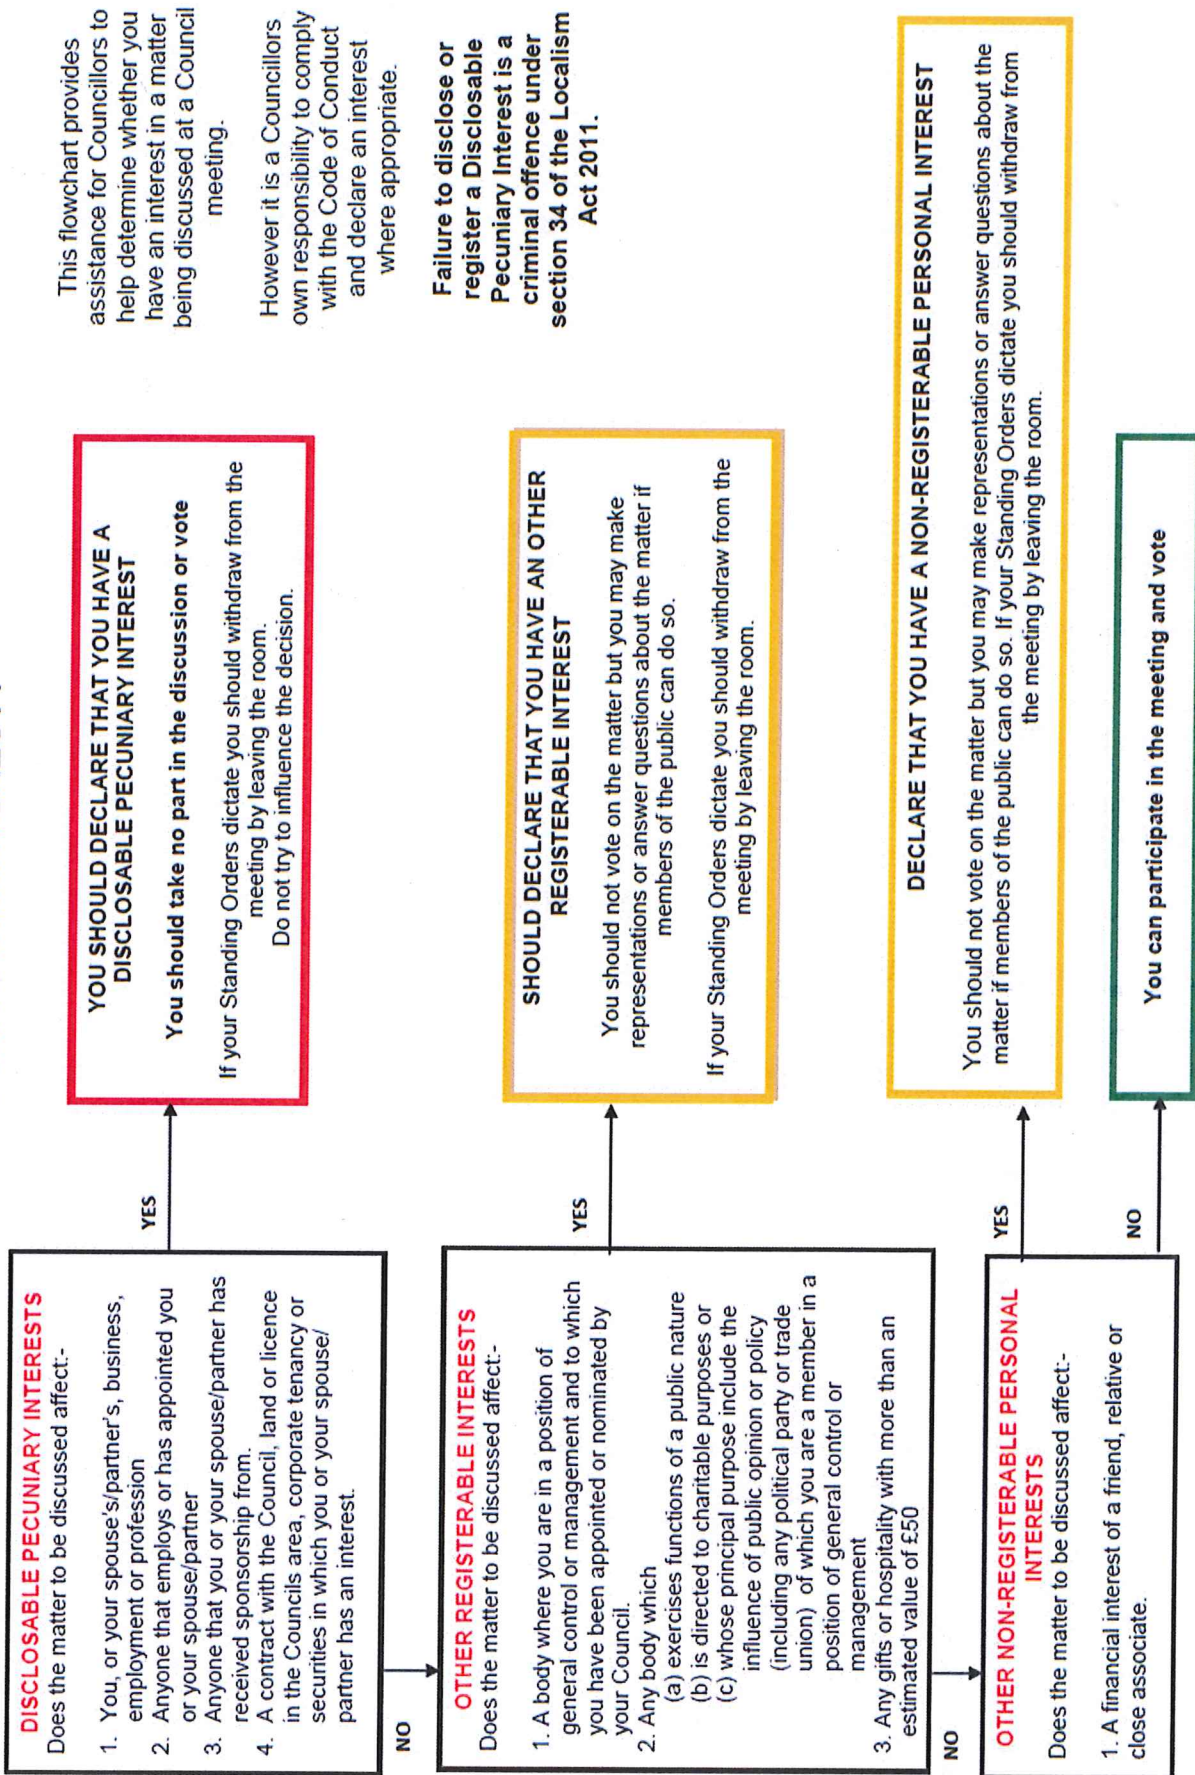 This flowchart provides
assistance for Councillors to
help determine whether you
have an interest in a matter
being discussed at a Council
meeting.
However it is a Councillors
own responsibility to comply
with the Code of Conduct
and declare an interest
where appropriate.
Failure to disclose or
register a Disclosable
Pecuniary Interest is a
criminal offence under
section 34 of the Localism
Act 2011.
DISCLOSABLE PECUNIARY INTERESTS
Does the matter to be discussed affect:-
1. You, or your spouse's/partner's, business,
employment or profession
2. Anyone that employs or has appointed you
or your spouse/partner
3. Anyone that you or your spouse/partner has
received sponsorship from.
4. A contract with the Council, land or licence
in the Councils area, corporate tenancy or
securities in which you or your spouse/
partner has an interest.
YES
YOU SHOULD DECLARE THAT YOU HAVE A
DISCLOSABLE PECUNIARY INTEREST
You should take no part in the discussion or vote
If your Standing Orders dictate you should withdraw from the
meeting by leaving the room.
Do not try to influence the decision.
NO
OTHER REGISTERABLE INTERESTS
Does the matter to be discussed affect:-
1. A body where you are in a position of
general control or management and to which
you have been appointed or nominated by
your Council.
2. Any body which
(a) exercises functions of a public nature
(b) is directed to charitable purposes or
(c) whose principal purpose include the
influence of public opinion or policy
(including any political party or trade
union) of which you are a member in a
position of general control or
management
3. Any gifts or hospitality with more than an
estimated value of £50
YES
SHOULD DECLARE THAT YOU HAVE AN OTHER
REGISTERABLE INTEREST
You should not vote on the matter but you may make
representations or answer questions about the matter if
members of the public can do so.
If your Standing Orders dictate you should withdraw from the
meeting by leaving the room.
NO
OTHER NON-REGISTERABLE PERSONAL
INTERESTS
Does the matter to be discussed affect:-
1. A financial interest of a friend, relative or
close associate.
YES
DECLARE THAT YOU HAVE A NON-REGISTERABLE PERSONAL INTEREST
You should not vote on the matter but you may make representations or answer questions about the
matter if members of the public can do so. If your Standing Orders dictate you should withdraw from
the meeting by leaving the room.
NO
You can participate in the meeting and vote